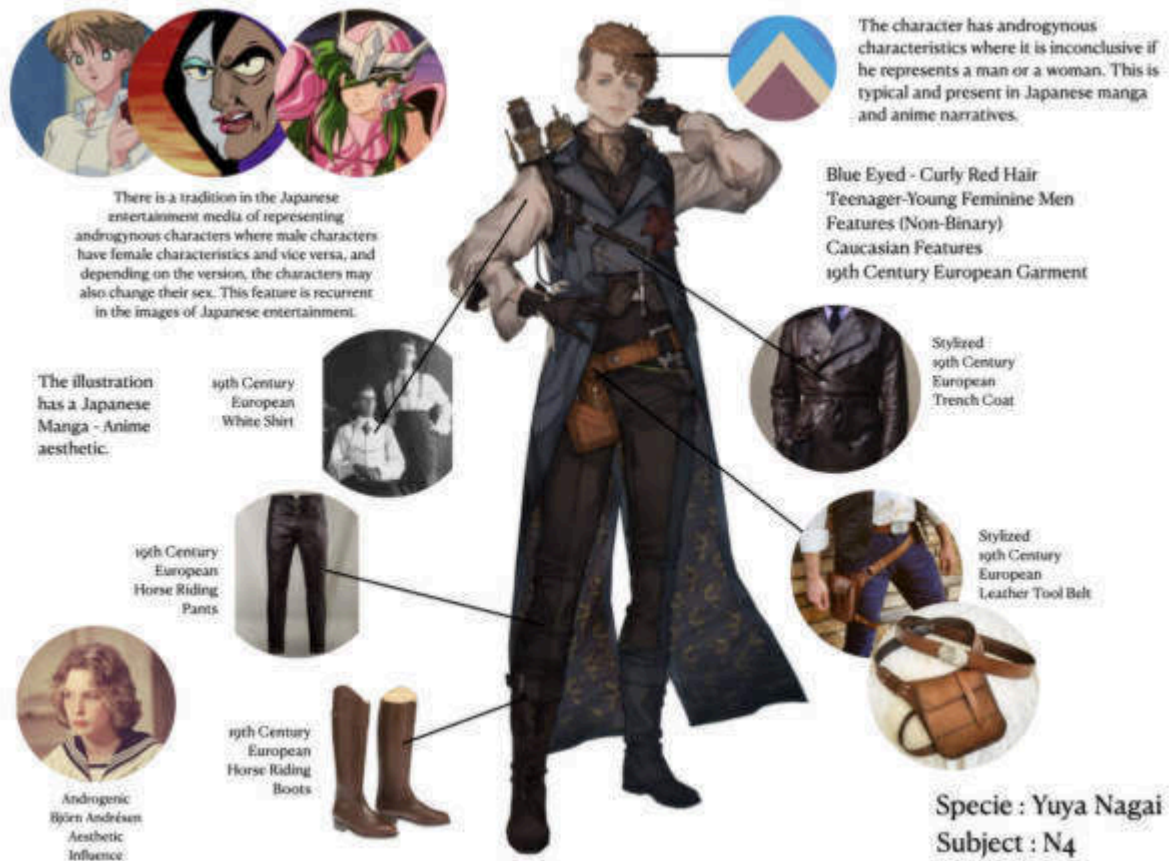 The character has androgynous
characteristics where it is inconclusive if
he represents a man or a woman. This is
typical and present in Japanese manga
and anime narratives.
There is a tradition in the Japanese
entertainment media of representing
androgynous characters where male characters
have female characteristics and vice versa, and
depending on the version, the characters may
also change their sex. This feature is recurrent
in the images of Japanese entertainment.
Blue Eyed - Curly Red Hair
Teenager-Young Feminine Men
Features (Non-Binary)
Caucasian Features
19th Century European Garment
The illustration
has a Japanese
Manga - Anime
aesthetic.
19th Century
European
White Shirt
Stylized
19th Century
European
Trench Coat
19th Century
European
Horse Riding
Pants
Stylized
19th Century
European
Leather Tool Belt
19th Century
European
Horse Riding
Boots
Androgenic
Björn Andrésen
Aesthetic
Influence
Specie : Yuya Nagai
Subject : N4